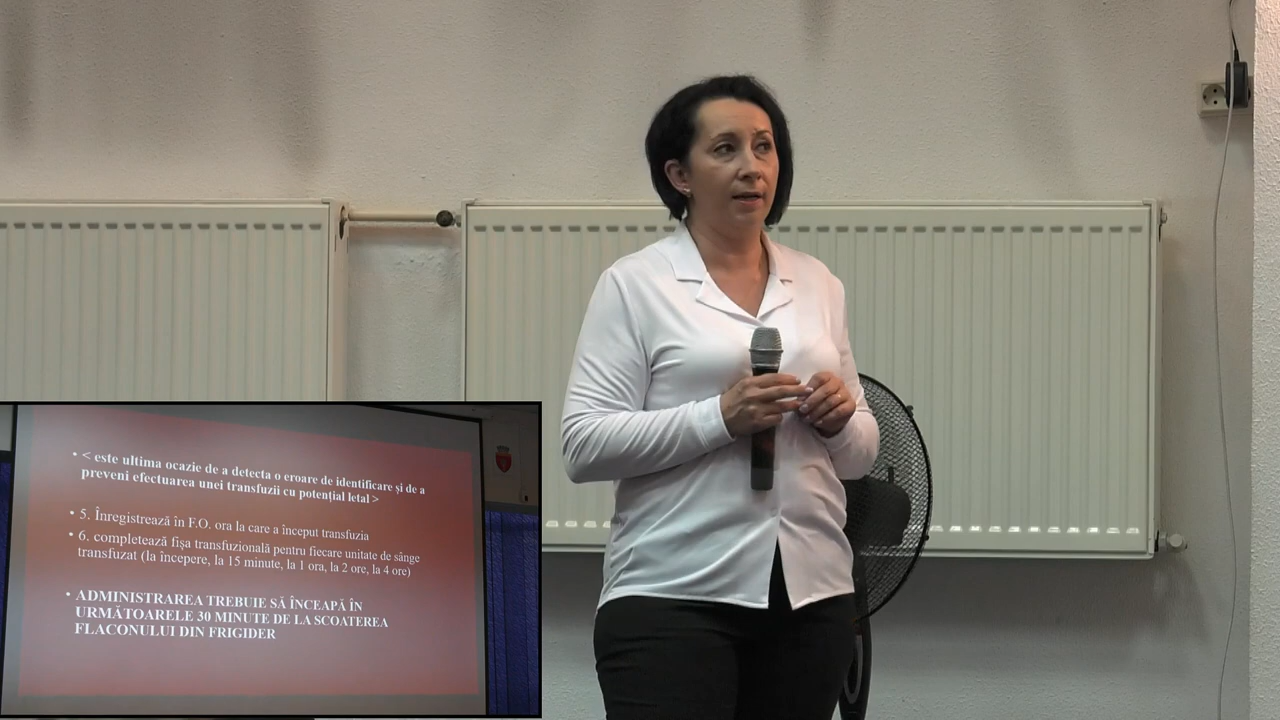 • < este ultima ocazie de a detecta o eroare de identificare și de a
preveni efectuarea unei transfuzii cu potențial letal >
• 5. Înregistrează în F.O. ora la care a început transfuzia
• 6. completează fișa transfuzională pentru fiecare unitate de sânge
transfuzat (la începere, la 15 minute, la 1 ora, la 2 ore, la 4 ore)
• ADMINISTRAREA TREBUIE SĂ ÎNCEAPĂ ÎN
URMĂTOARELE 30 MINUTE DE LA SCOATEREA
FLACONULUI DIN FRIGIDER